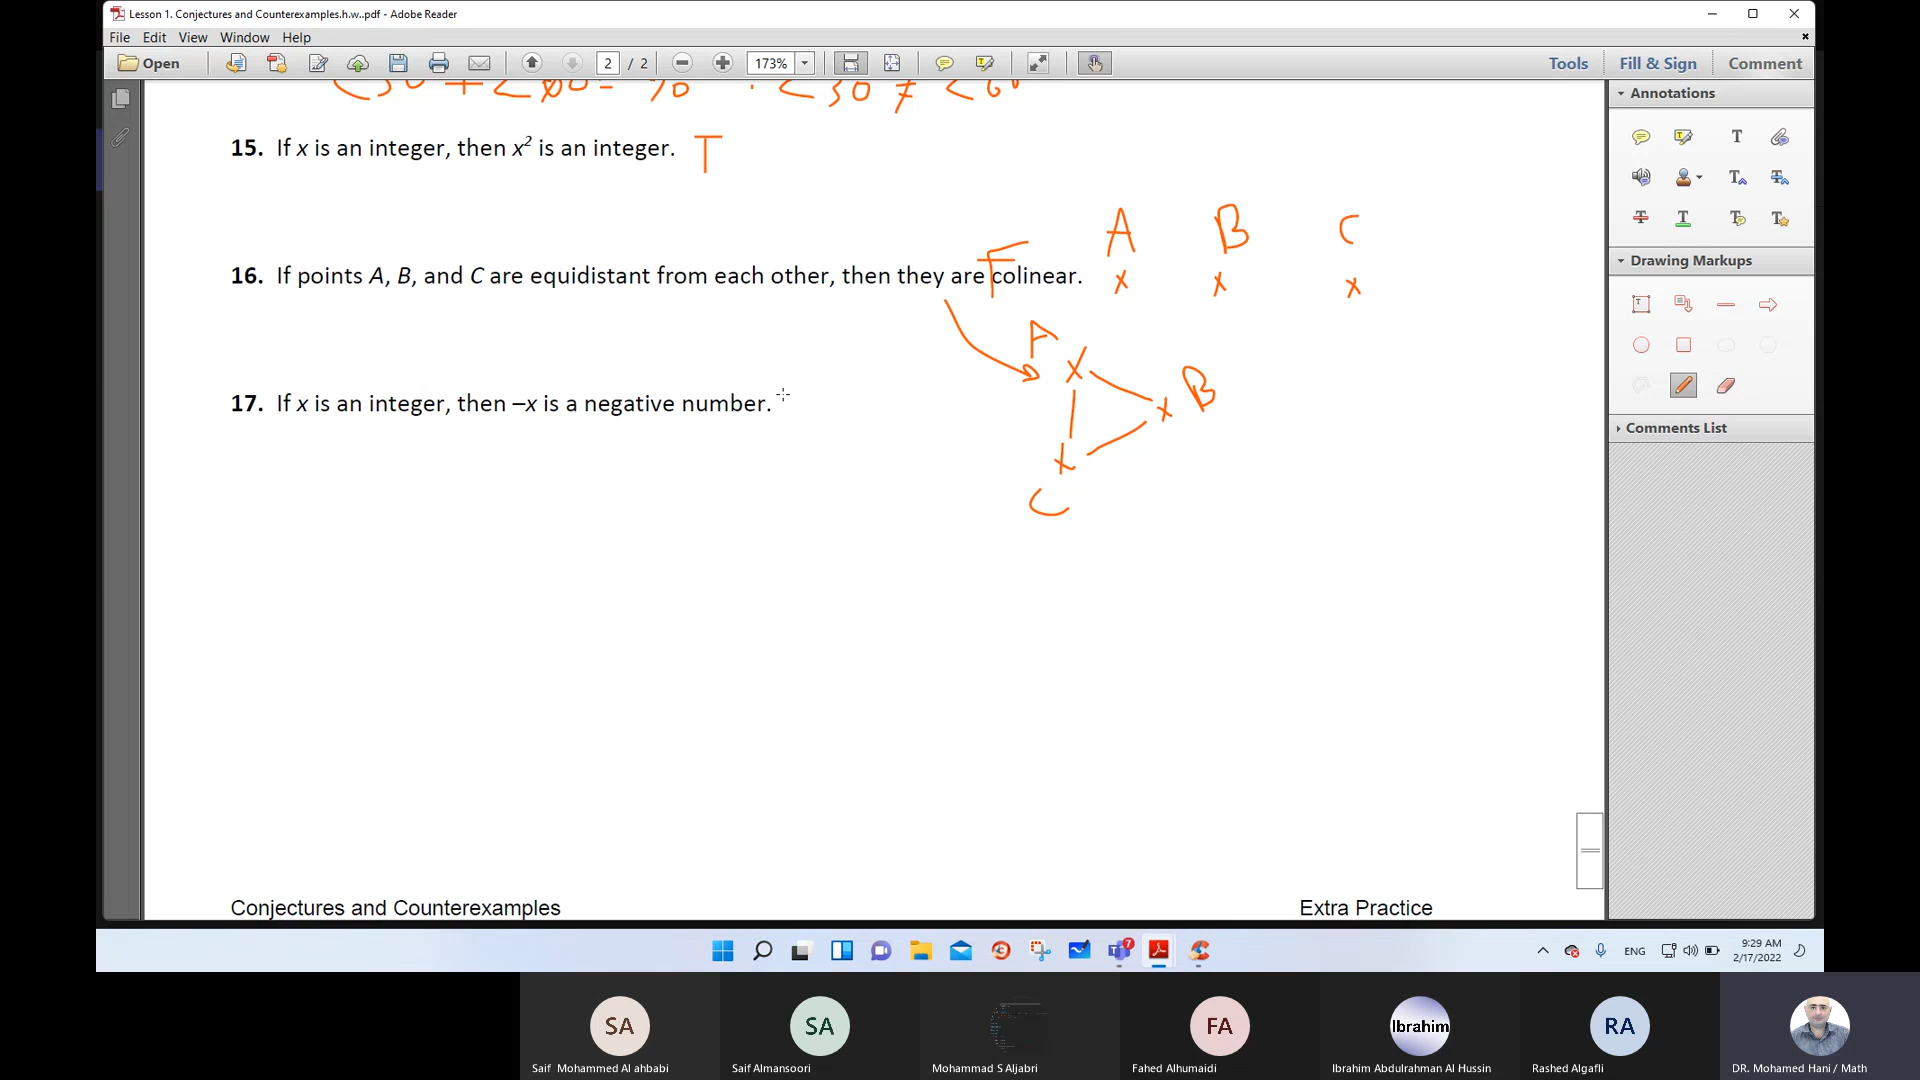 Lesson 1. Conjectures and Counterexamples.h.w..pdf - Adobe Reader
File Edit View Window Help
Open 2 / 2 173% Tools Fill & Sign Comment
Annotations
15. If x is an integer, then x² is an integer. T
A B C
16. If points A, B, and C are equidistant from each other, then they are colinear. F x x x
Drawing Markups
A
x
B
x
17. If x is an integer, then –x is a negative number.
Comments List
x
C
Conjectures and Counterexamples Extra Practice
7
ENG
9:29 AM
2/17/2022
SA SA FA Ibrahim RA
Saif Mohammed Al ahbabi Saif Almansoori Mohammad S Aljabri Fahed Alhumaidi Ibrahim Abdulrahman Al Hussin Rashed Algafli DR. Mohamed Hani / Math